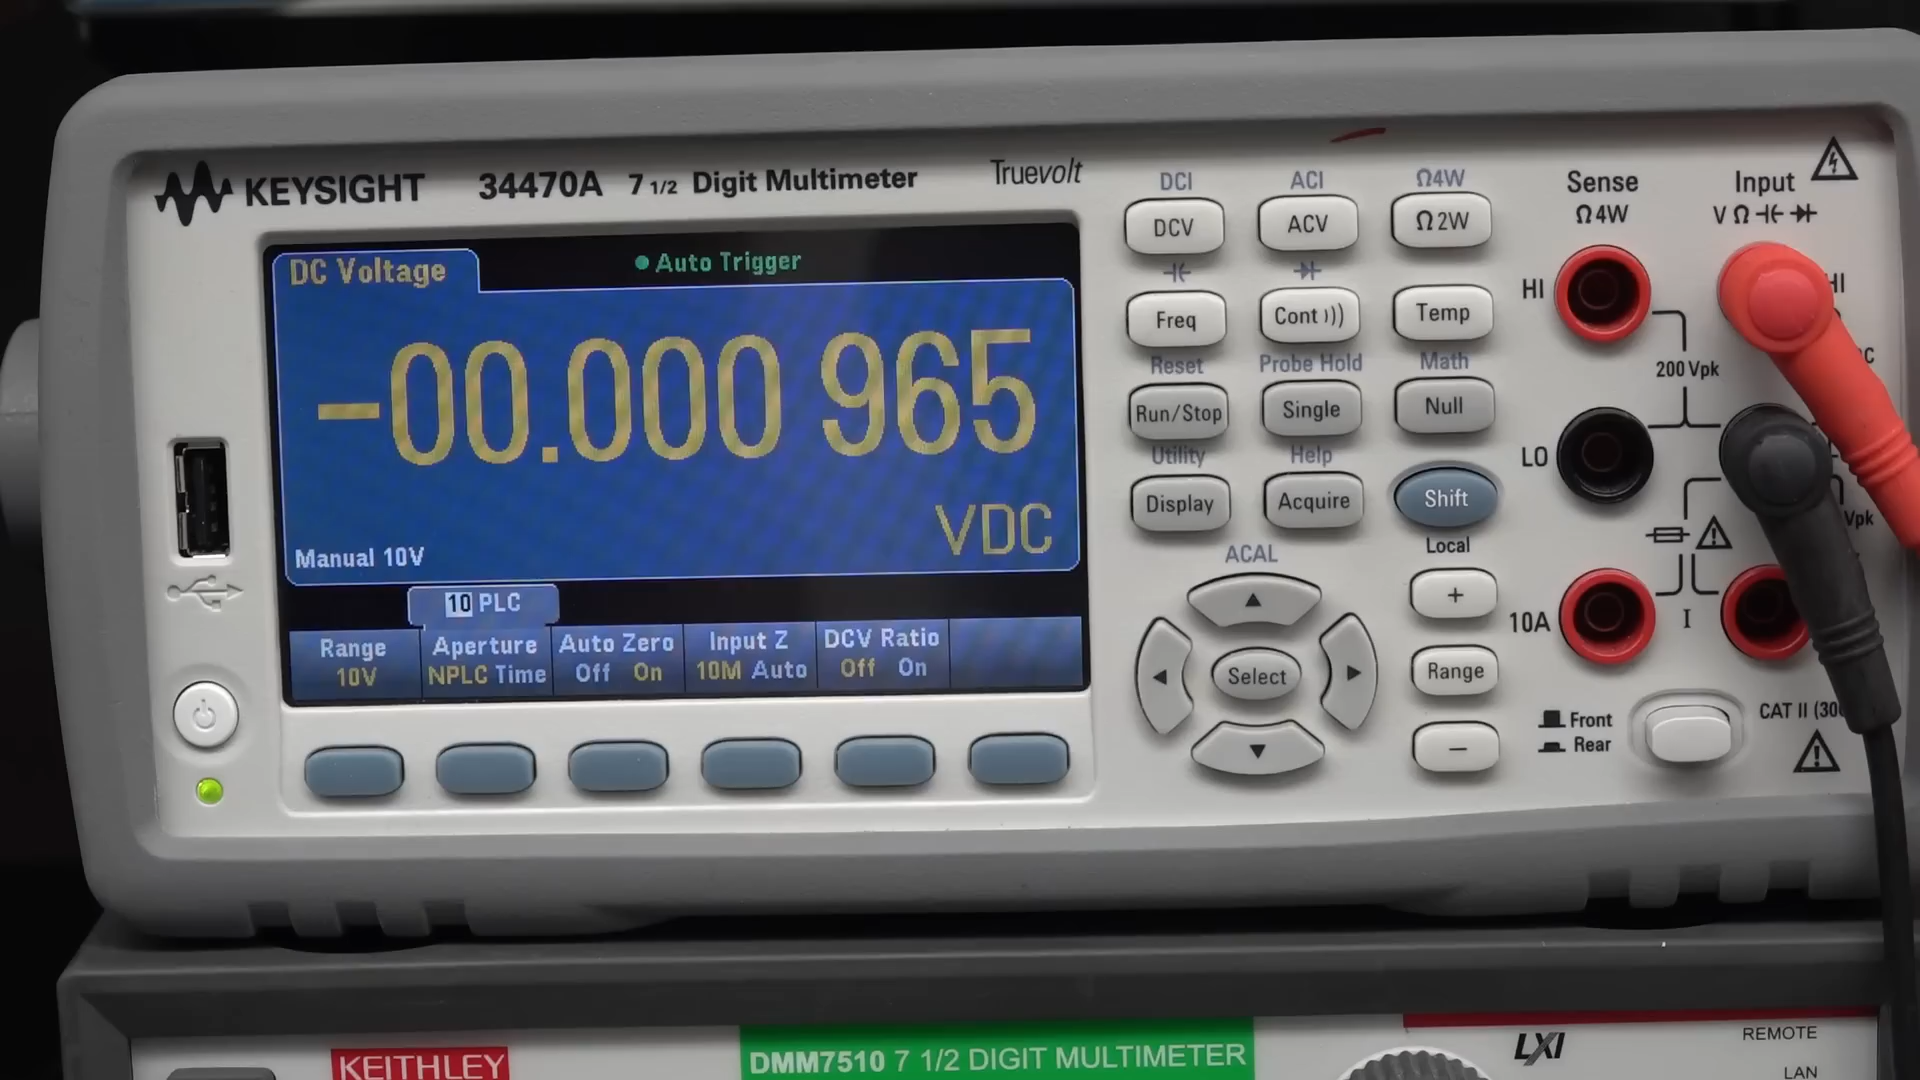 KEYSIGHT 34470A 7 1/2 Digit Multimeter Truevolt
DC Voltage
Auto Trigger
-00.000 965
VDC
Manual 10V
10 PLC
Range
10V
Aperture
NPLC Time
Auto Zero
Off On
Input Z
10M Auto
DCV Ratio
Off On
DCI ACI Ω4W
DCV ACV Ω2W
Freq Cont ))) Temp
Reset Probe Hold Math
Run/Stop Single Null
Utility Help
Display Acquire Shift
Local
ACAL
Select
+
Range
−
Sense
Ω4W
Input
V Ω
HI
HI
200 Vpk
LO
Vpk
10A
I
Front
Rear
CAT II
KEITHLEY
DMM7510 7 1/2 DIGIT MULTIMETER
LXI
REMOTE
LAN